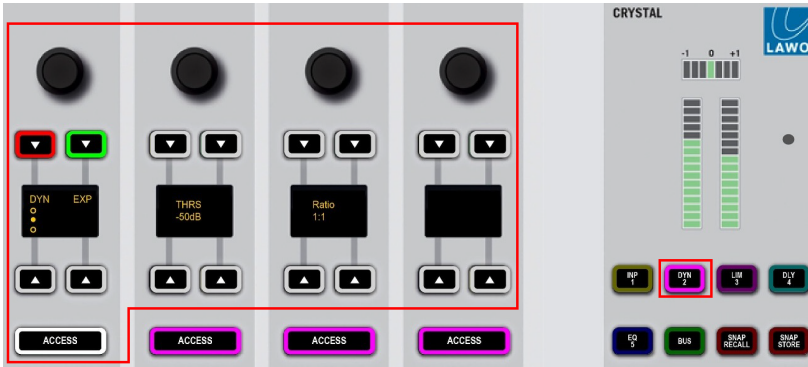 CRYSTAL
LAWO
-1 0 +1
DYN EXP
THRS
-50dB
Ratio
1:1
INP
1
DYN
2
LIM
3
DLY
4
ACCESS ACCESS ACCESS ACCESS
EQ
5
BUS
SNAP
RECALL
SNAP
STORE